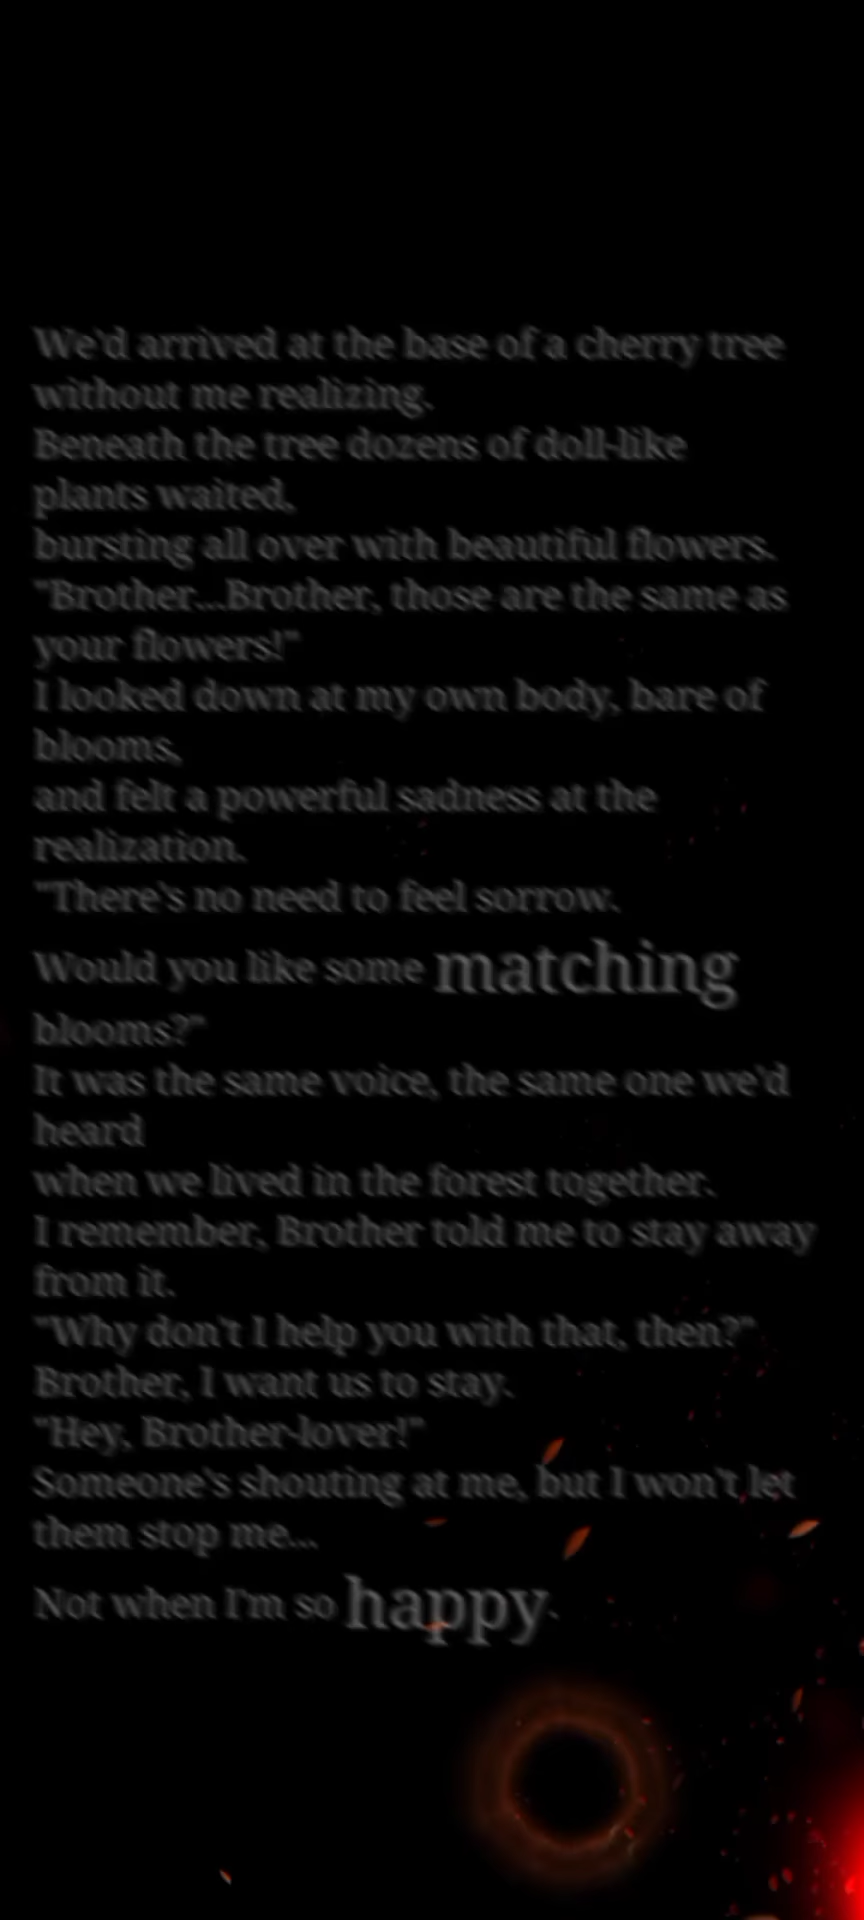 We'd arrived at the base of a cherry tree
without me realizing.
Beneath the tree dozens of doll-like
plants waited,
bursting all over with beautiful flowers.
"Brother...Brother, those are the same as
your flowers!"
I looked down at my own body, bare of
blooms,
and felt a powerful sadness at the
realization.
"There's no need to feel sorrow.
Would you like some matching
blooms?"
It was the same voice, the same one we'd
heard
when we lived in the forest together.
I remember, Brother told me to stay away
from it.
"Why don't I help you with that, then?"
Brother, I want us to stay.
"Hey, Brother-lover!"
Someone's shouting at me, but I won't let
them stop me...
Not when I'm so happy.